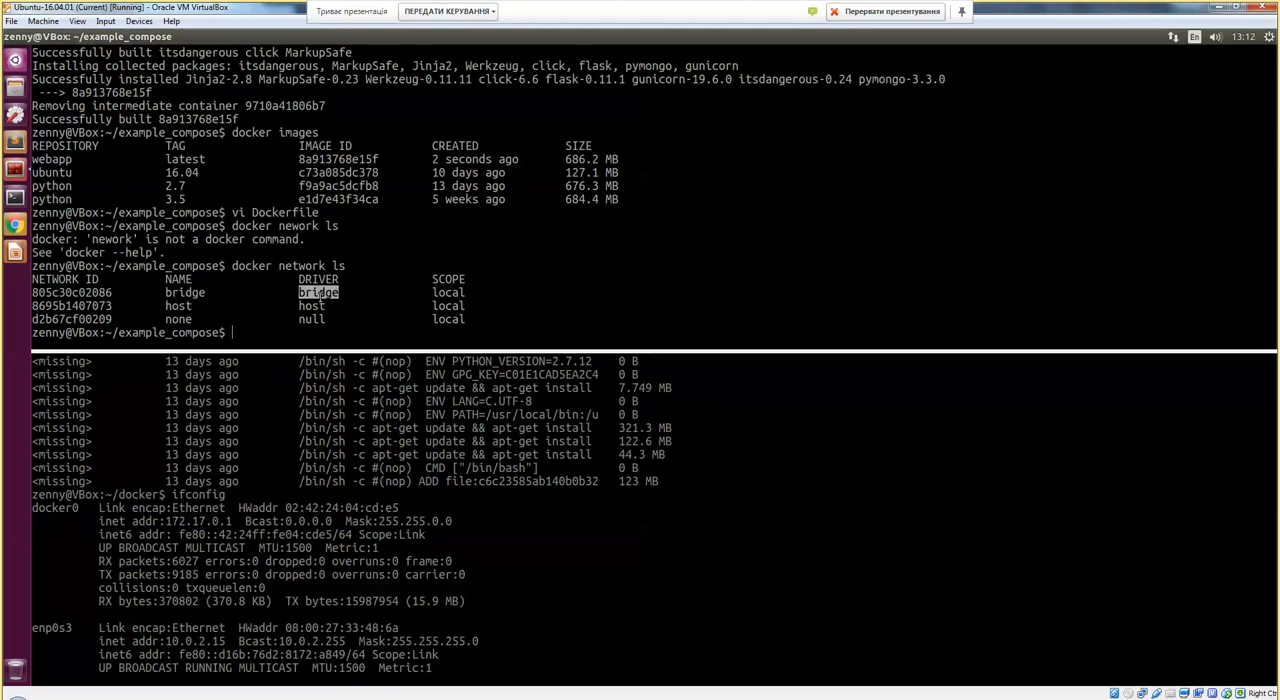 Ubuntu-16.04.01 (Current) [Running] - Oracle VM VirtualBox
Триває презентація
ПЕРЕДАТИ КЕРУВАННЯ
Перервати презентування
File Machine View Input Devices Help
zenny@VBox: ~/example_compose
En
13:12
Successfully built itsdangerous click MarkupSafe
Installing collected packages: itsdangerous, MarkupSafe, Jinja2, Werkzeug, click, flask, pymongo, gunicorn
Successfully installed Jinja2-2.8 MarkupSafe-0.23 Werkzeug-0.11.11 click-6.6 flask-0.11.1 gunicorn-19.6.0 itsdangerous-0.24 pymongo-3.3.0
---> 8a913768e15f
Removing intermediate container 9710a41806b7
Successfully built 8a913768e15f
zenny@VBox:~/example_compose$ docker images
REPOSITORY TAG IMAGE ID CREATED SIZE
webapp latest 8a913768e15f 2 seconds ago 686.2 MB
ubuntu 16.04 c73a085dc378 10 days ago 127.1 MB
python 2.7 f9a9ac5dcfb8 13 days ago 676.3 MB
python 3.5 e1d7e43f34ca 5 weeks ago 684.4 MB
zenny@VBox:~/example_compose$ vi Dockerfile
zenny@VBox:~/example_compose$ docker nework ls
docker: 'nework' is not a docker command.
See 'docker --help'.
zenny@VBox:~/example_compose$ docker network ls
NETWORK ID NAME DRIVER SCOPE
805c30c02086 bridge bridge local
8695b1407073 host host local
d2b67cf00209 none null local
zenny@VBox:~/example_compose$
<missing> 13 days ago /bin/sh -c #(nop) ENV PYTHON_VERSION=2.7.12 0 B
<missing> 13 days ago /bin/sh -c #(nop) ENV GPG_KEY=C01E1CAD5EA2C4 0 B
<missing> 13 days ago /bin/sh -c apt-get update && apt-get install 7.749 MB
<missing> 13 days ago /bin/sh -c #(nop) ENV LANG=C.UTF-8 0 B
<missing> 13 days ago /bin/sh -c #(nop) ENV PATH=/usr/local/bin:/u 0 B
<missing> 13 days ago /bin/sh -c apt-get update && apt-get install 321.3 MB
<missing> 13 days ago /bin/sh -c apt-get update && apt-get install 122.6 MB
<missing> 13 days ago /bin/sh -c apt-get update && apt-get install 44.3 MB
<missing> 13 days ago /bin/sh -c #(nop) CMD ["/bin/bash"] 0 B
<missing> 13 days ago /bin/sh -c #(nop) ADD file:c6c23585ab140b0b32 123 MB
zenny@VBox:~/docker$ ifconfig
docker0 Link encap:Ethernet HWaddr 02:42:24:04:cd:e5
inet addr:172.17.0.1 Bcast:0.0.0.0 Mask:255.255.0.0
inet6 addr: fe80::42:24ff:fe04:cde5/64 Scope:Link
UP BROADCAST MULTICAST MTU:1500 Metric:1
RX packets:6027 errors:0 dropped:0 overruns:0 frame:0
TX packets:9185 errors:0 dropped:0 overruns:0 carrier:0
collisions:0 txqueuelen:0
RX bytes:370802 (370.8 KB) TX bytes:15987954 (15.9 MB)
enp0s3 Link encap:Ethernet HWaddr 08:00:27:33:48:6a
inet addr:10.0.2.15 Bcast:10.0.2.255 Mask:255.255.255.0
inet6 addr: fe80::d16b:76d2:8172:a849/64 Scope:Link
UP BROADCAST RUNNING MULTICAST MTU:1500 Metric:1
Right Ctr